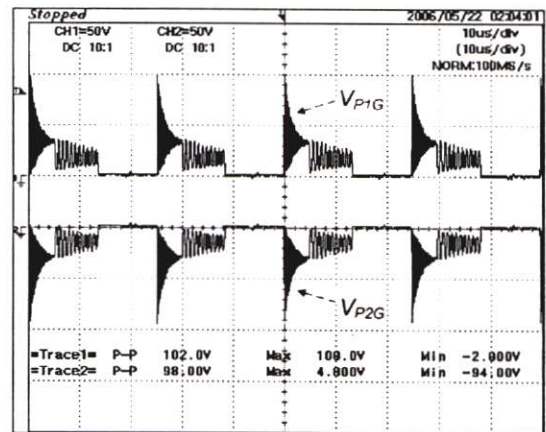 Stopped 2006/05/22 02:04:01
CH1=50V CH2=50V 10us/div
DC 10:1 DC 10:1 (10us/div)
NORM:100MS/s
VP1G
VP2G
=Trace1= P-P 102.0V Max 100.0V Min -2.000V
=Trace2= P-P 98.00V Max 4.000V Min -94.00V